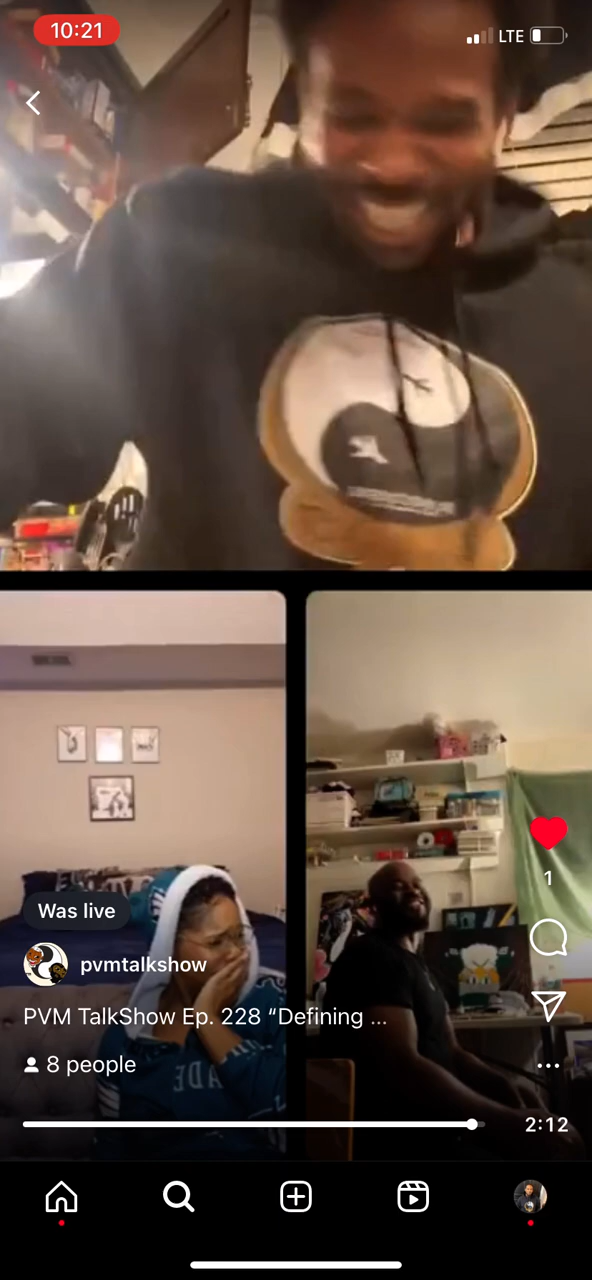 10:21
LTE
Was live
pvmtalkshow
PVM TalkShow Ep. 228 “Defining ...
8 people
1
2:12